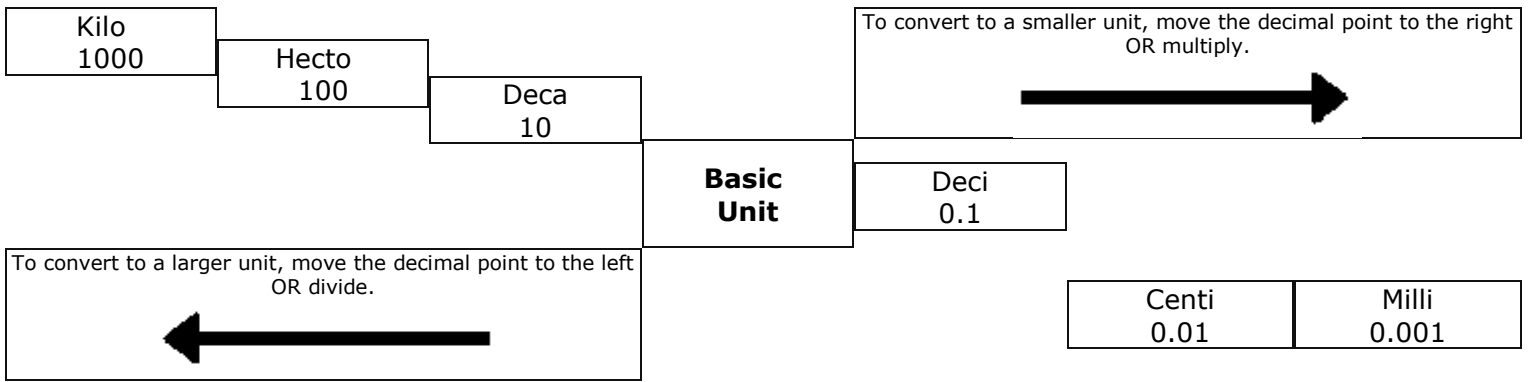 Kilo
1000
Hecto
100
Deca
10
To convert to a smaller unit, move the decimal point to the right
OR multiply.
Basic
Unit
Deci
0.1
To convert to a larger unit, move the decimal point to the left
OR divide.
Centi
0.01
Milli
0.001